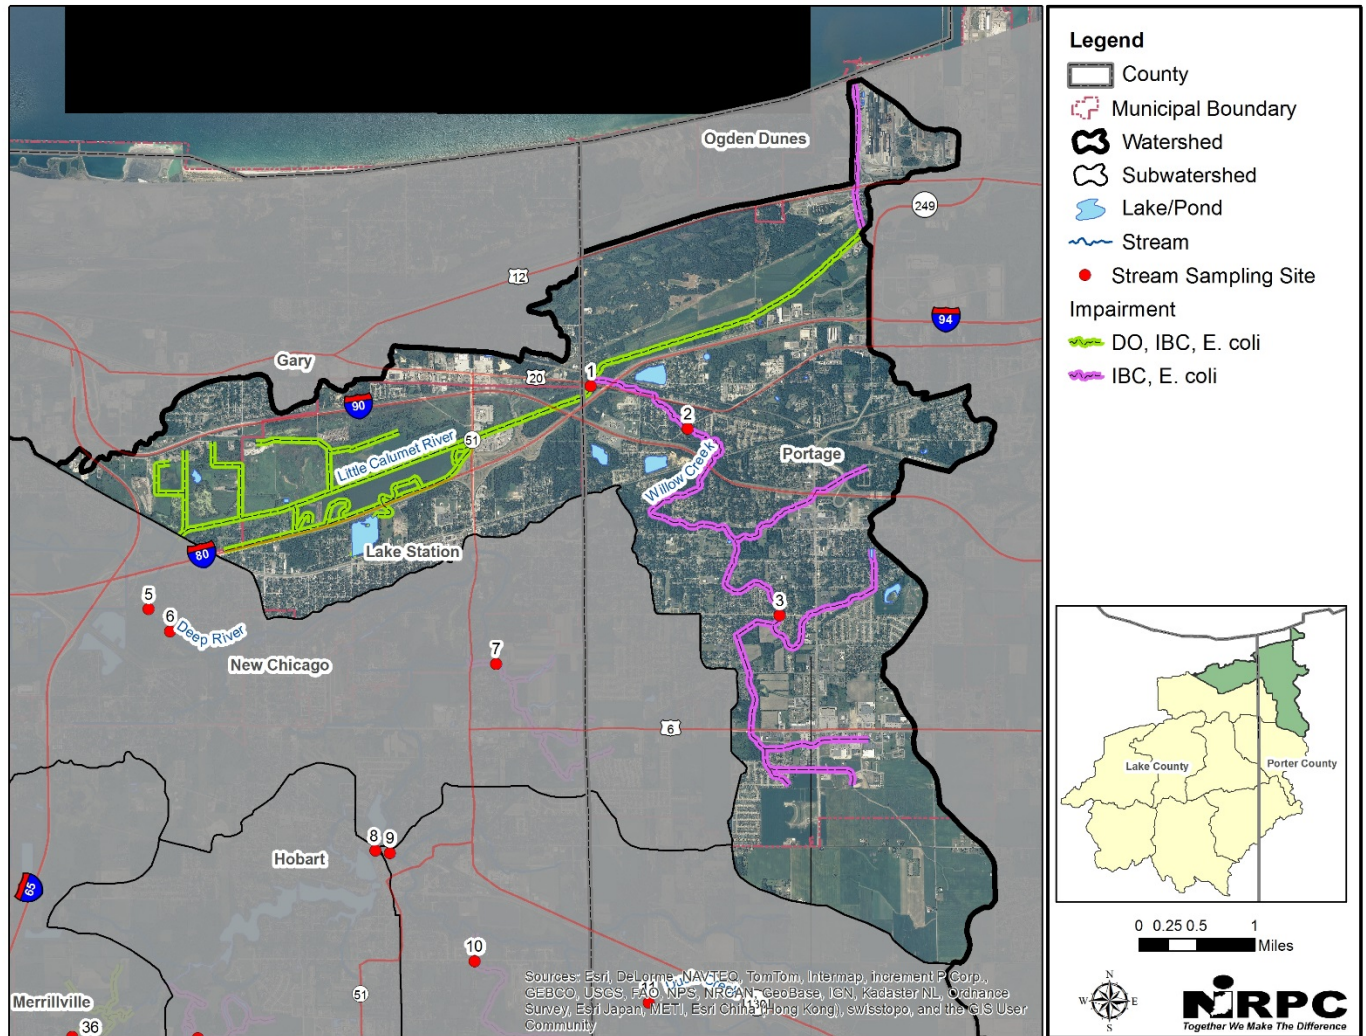 Ogden Dunes
249
12
94
Gary
1
20
90
2
51
Little Calumet River
Portage
Willow Creek
80
Lake Station
5
3
6
Deep River
New Chicago
7
6
8 9
Hobart
65
10
11
Merrillville
51
36
Sources: Esri, DeLorme, NAVTEQ, TomTom, Intermap, increment P Corp.,
GEBCO, USGS, FAO, NPS, NRCAN, GeoBase, IGN, Kadaster NL, Ordnance
Survey, Esri Japan, METI, Esri China (Hong Kong), swisstopo, and the GIS User
Community
Legend
County
Municipal Boundary
Watershed
Subwatershed
Lake/Pond
Stream
Stream Sampling Site
Impairment
DO, IBC, E. coli
IBC, E. coli
Lake County
Porter County
0 0.25 0.5 1
Miles
N
W E
S
NIRPC
Together We Make The Difference